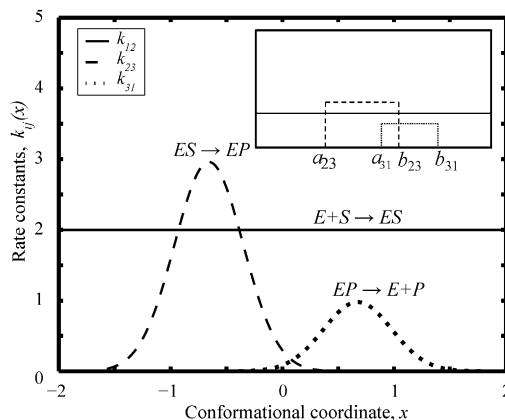 5
4
3
2
1
0
Rate constants, k_ij(x)
k_12
k_23
k_31
a_23 a_31 b_23 b_31
ES → EP
E+S → ES
EP → E+P
−2 −1 0 1 2
Conformational coordinate, x